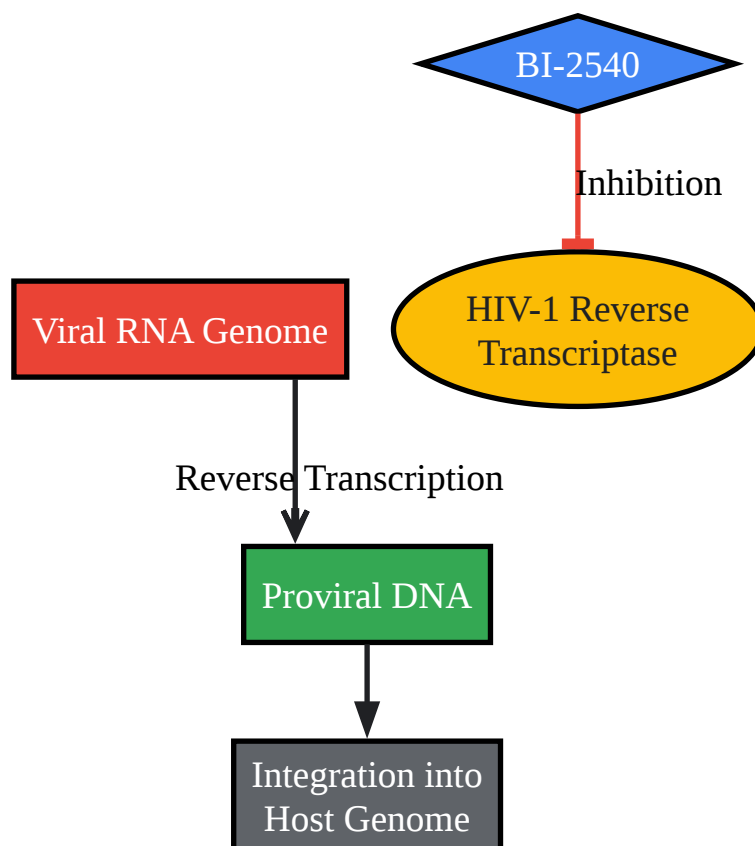 BI-2540
Inhibition
HIV-1 Reverse
Transcriptase
Viral RNA Genome
Reverse Transcription
Proviral DNA
Integration into
Host Genome